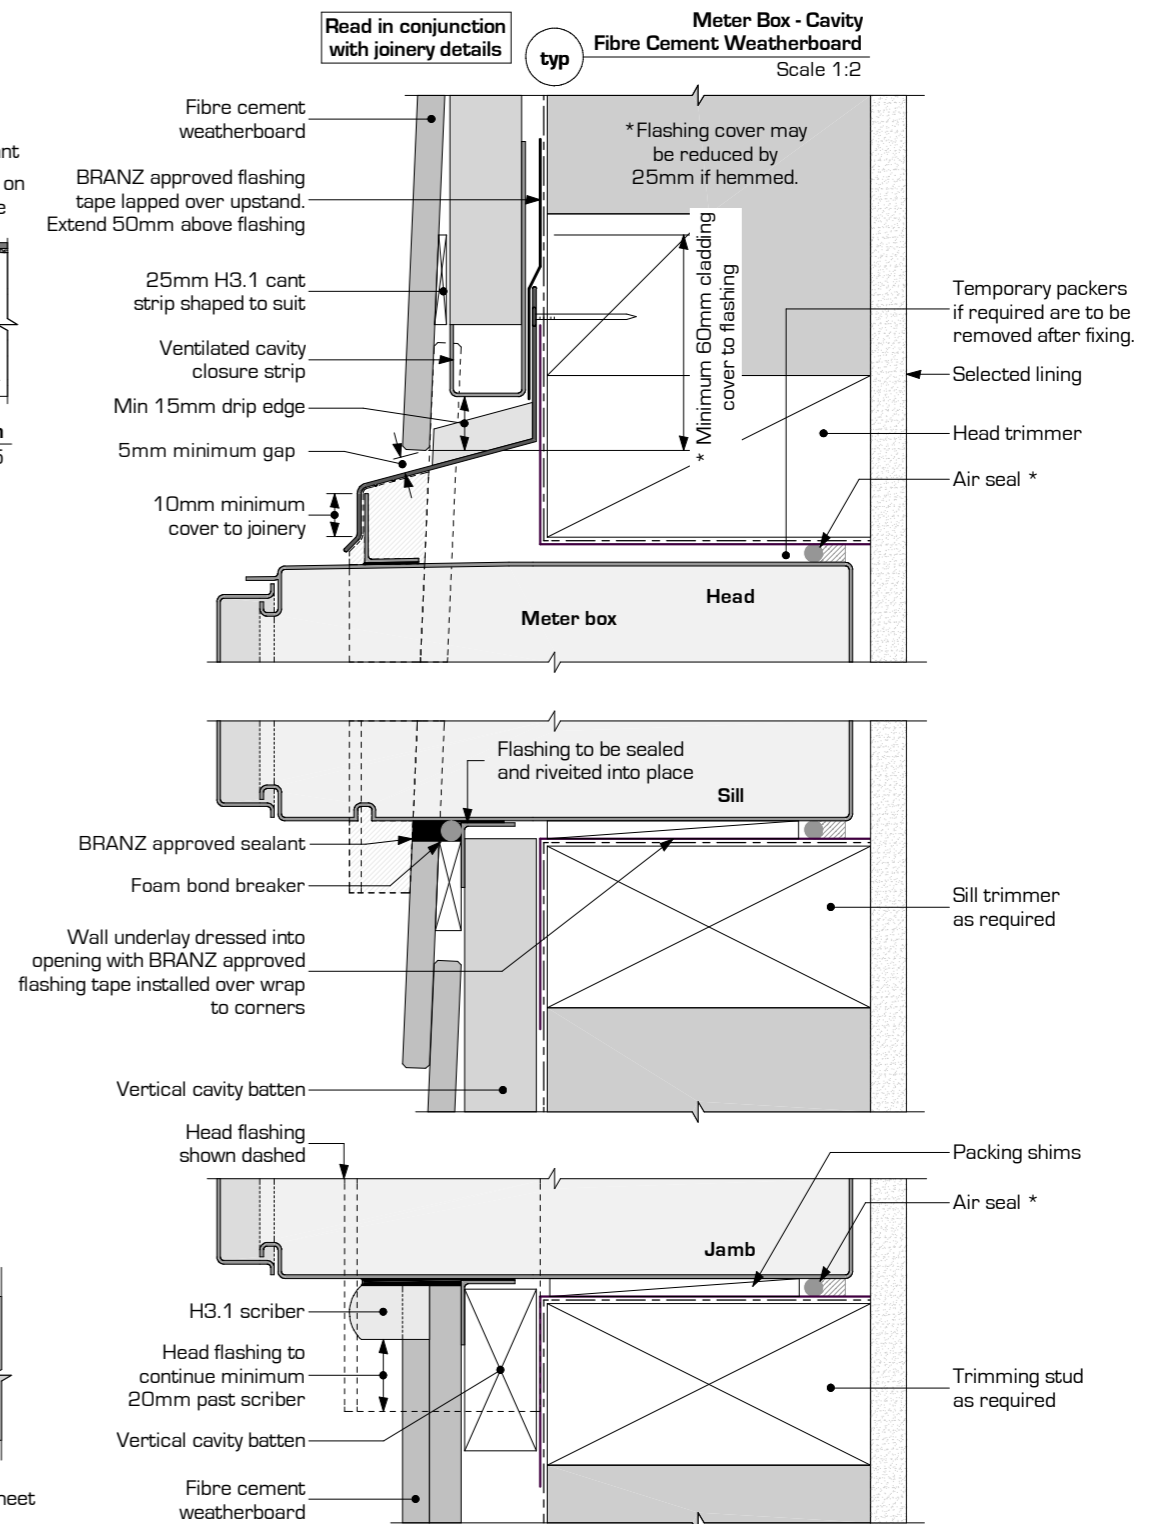 Read in conjunction
with joinery details
typ
Meter Box - Cavity
Fibre Cement Weatherboard
Scale 1:2
Fibre cement
weatherboard
BRANZ approved flashing
tape lapped over upstand.
Extend 50mm above flashing
25mm H3.1 cant
strip shaped to suit
Ventilated cavity
closure strip
Min 15mm drip edge
5mm minimum gap
10mm minimum
cover to joinery
*Flashing cover may
be reduced by
25mm if hemmed.
* Minimum 60mm cladding
cover to flashing
Temporary packers
if required are to be
removed after fixing.
Selected lining
Head trimmer
Air seal *
Head
Meter box
Flashing to be sealed
and riveited into place
Sill
BRANZ approved sealant
Foam bond breaker
Wall underlay dressed into
opening with BRANZ approved
flashing tape installed over wrap
to corners
Vertical cavity batten
Sill trimmer
as required
Head flashing
shown dashed
Packing shims
Air seal *
Jamb
H3.1 scriber
Head flashing to
continue minimum
20mm past scriber
Vertical cavity batten
Fibre cement
weatherboard
Trimming stud
as required
on